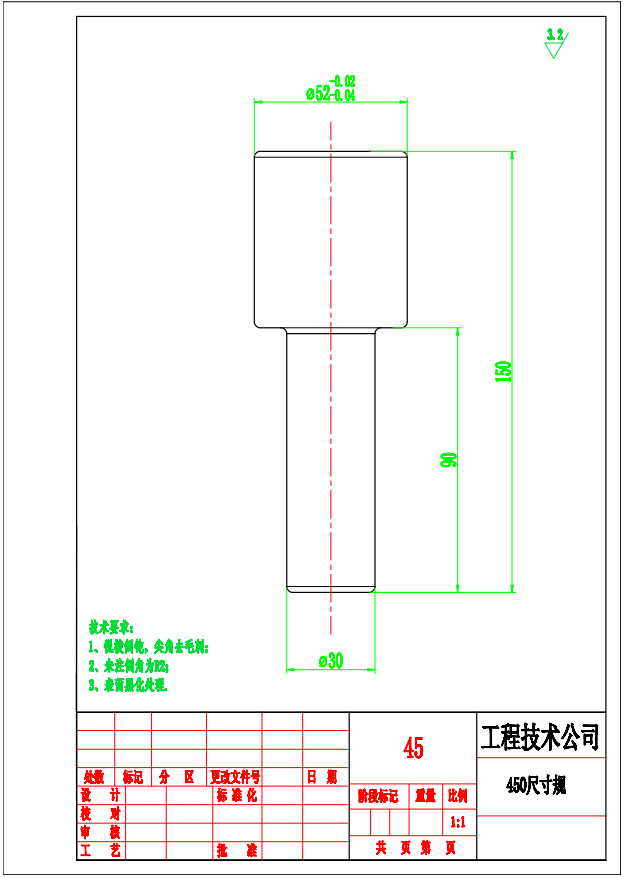 3.2
-0.02
ø52-0.04
150
90
ø30
技术要求:
1、锐棱倒钝, 尖角去毛刺;
2、未注倒角为R2;
3、表面黑化处理.
45
工程技术公司
450尺寸规
处数 标记 分 区 更改文件号 日 期
设 计 标 准 化
阶段标记 重量 比例
校 对
1:1
审 核
工 艺 批 准
共 页 第 页